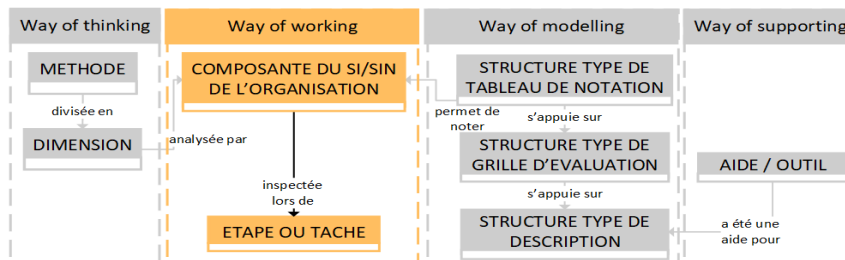 Way of thinking
Way of working
Way of modelling
Way of supporting
METHODE
divisée en
DIMENSION
analysée par
COMPOSANTE DU SI/SIN
DE L'ORGANISATION
inspectée
lors de
ETAPE OU TACHE
STRUCTURE TYPE DE
TABLEAU DE NOTATION
permet de
noter
s'appuie sur
STRUCTURE TYPE DE
GRILLE D'EVALUATION
s'appuie sur
STRUCTURE TYPE DE
DESCRIPTION
AIDE / OUTIL
a été une
aide pour